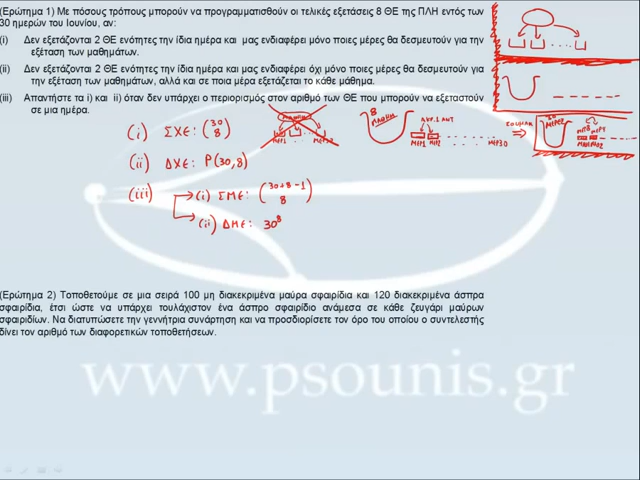 (Ερώτημα 1) Με πόσους τρόπους μπορούν να προγραμματισθούν οι τελικές εξετάσεις 8 ΘΕ της ΠΛΗ εντός των
30 ημερών του Ιουνίου, αν:
(i) Δεν εξετάζονται 2 ΘΕ ενότητες την ίδια ημέρα και μας ενδιαφέρει μόνο ποιες μέρες θα δεσμευτούν για την
εξέταση των μαθημάτων.
(ii) Δεν εξετάζονται 2 ΘΕ ενότητες την ίδια ημέρα και μας ενδιαφέρει όχι μόνο ποιες μέρες θα δεσμευτούν για
την εξέταση των μαθημάτων, αλλά και σε ποια μέρα εξετάζεται το κάθε μάθημα.
(iii) Απαντήστε τα i) και ii) όταν δεν υπάρχει ο περιορισμός στον αριθμό των ΘΕ που μπορούν να εξεταστούν
σε μια ημέρα.
(i) ΣΧΕ: (30 8)
(ii) ΔΧΕ: P(30,8)
(iii) (i) ΣΜΕ: (30+8-1 8)
(ii) ΔΜΕ: 30^8
ΜΕΡ1 ΜΕΡ30
8
ΜΕΡ1 ΜΕΡ2 ΜΕΡ30
(Ερώτημα 2) Τοποθετούμε σε μια σειρά 100 μη διακεκριμένα μαύρα σφαιρίδια και 120 διακεκριμένα άσπρα
σφαιρίδια, έτσι ώστε να υπάρχει τουλάχιστον ένα άσπρο σφαιρίδιο ανάμεσα σε κάθε ζευγάρι μαύρων
σφαιριδίων. Να διατυπώσετε την γεννήτρια συνάρτηση και να προσδιορίσετε τον όρο του οποίου ο συντελεστής
δίνει τον αριθμό των διαφορετικών τοποθετήσεων.
www.psounis.gr